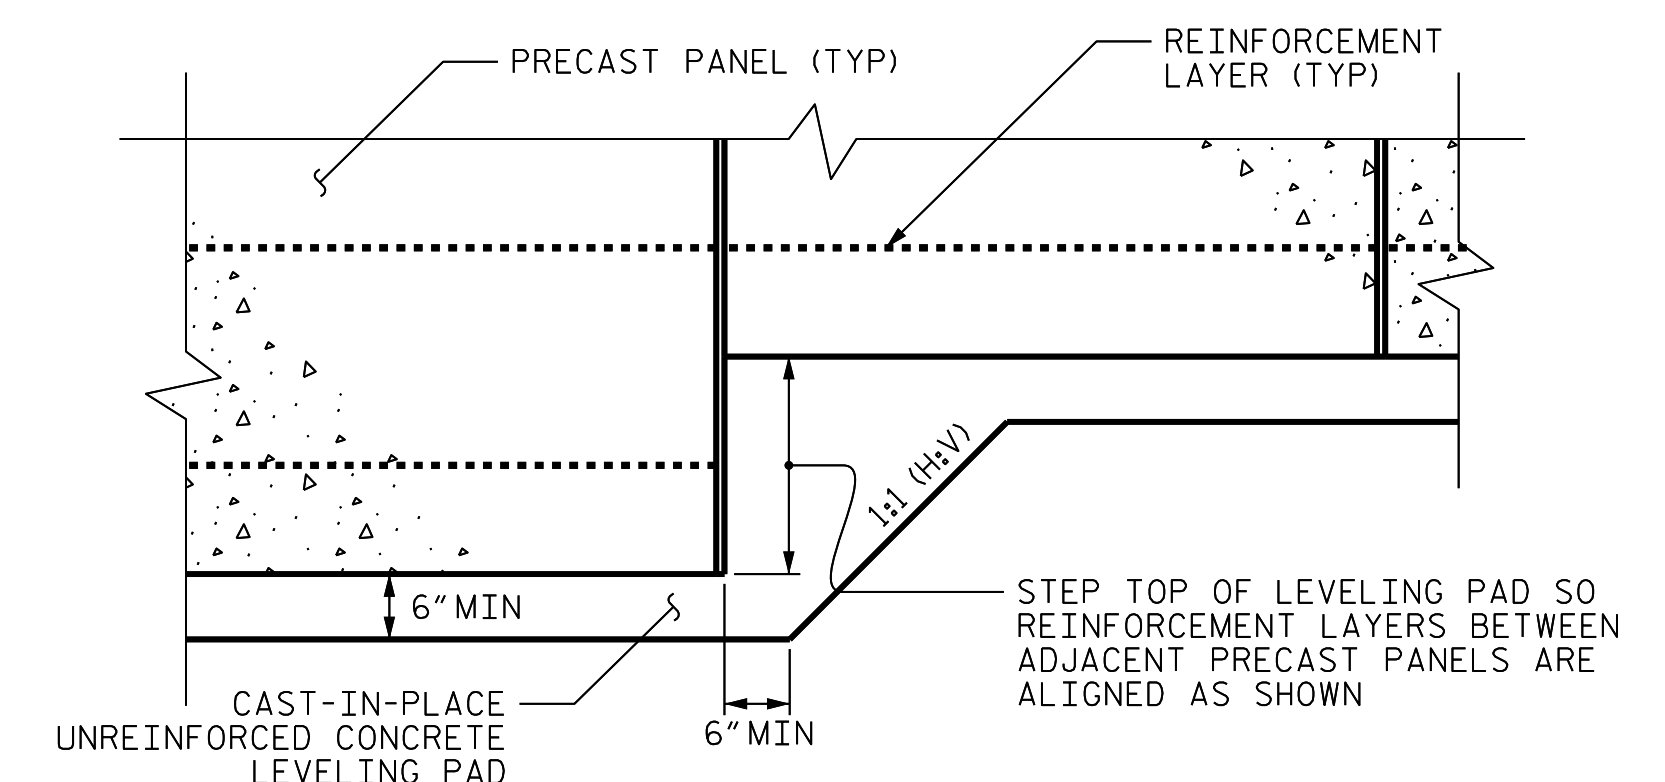 PRECAST PANEL (TYP)
REINFORCEMENT
LAYER (TYP)
1:1 (H:V)
6"MIN
STEP TOP OF LEVELING PAD SO
REINFORCEMENT LAYERS BETWEEN
ADJACENT PRECAST PANELS ARE
ALIGNED AS SHOWN
CAST-IN-PLACE
UNREINFORCED CONCRETE
LEVELING PAD
6"MIN